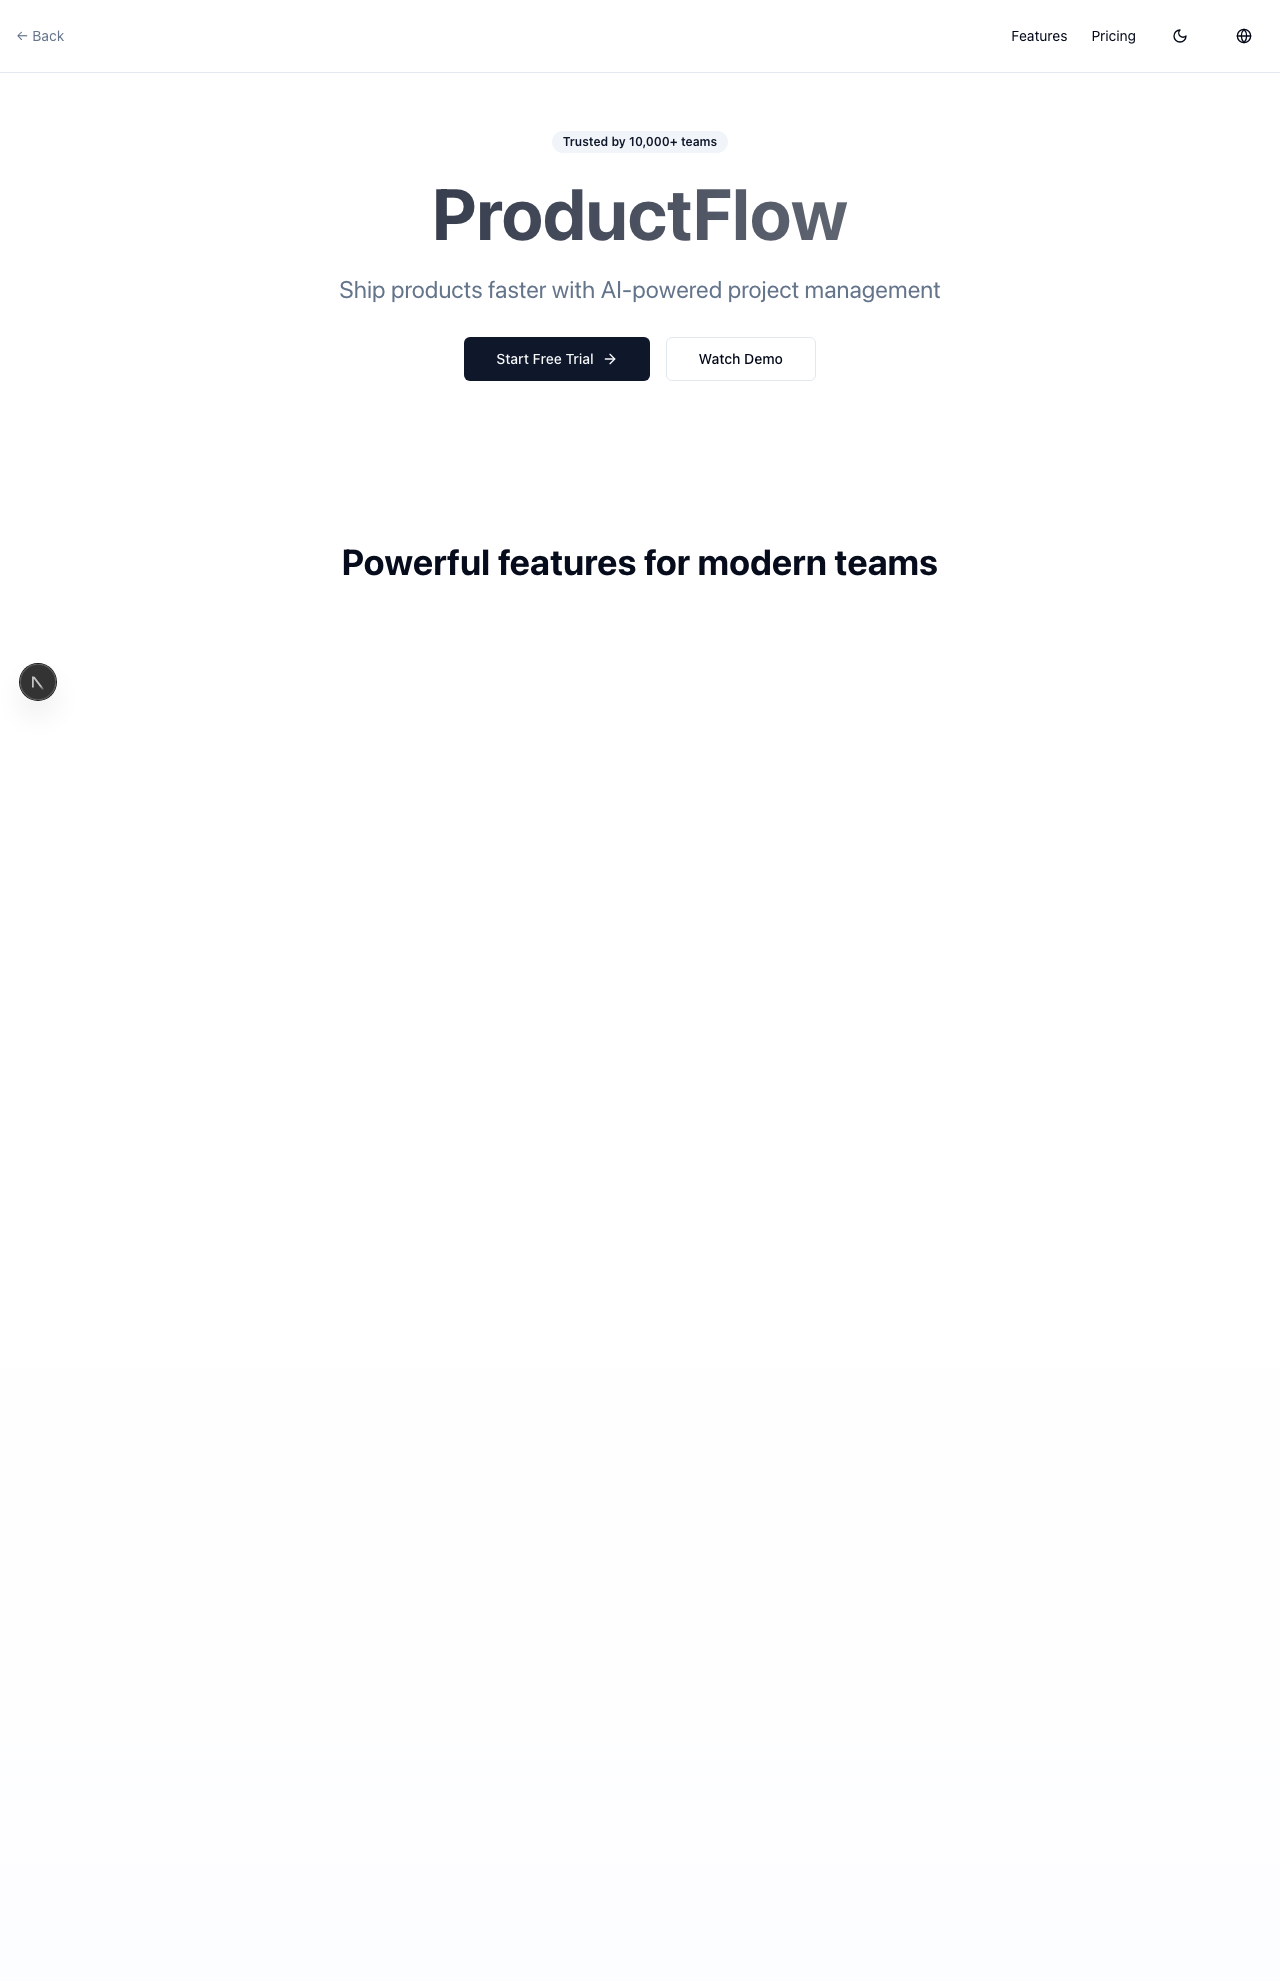 ← Back
Features
Pricing
Trusted by 10,000+ teams
ProductFlow
Ship products faster with AI-powered project management
Start Free Trial →
Watch Demo
Powerful features for modern teams